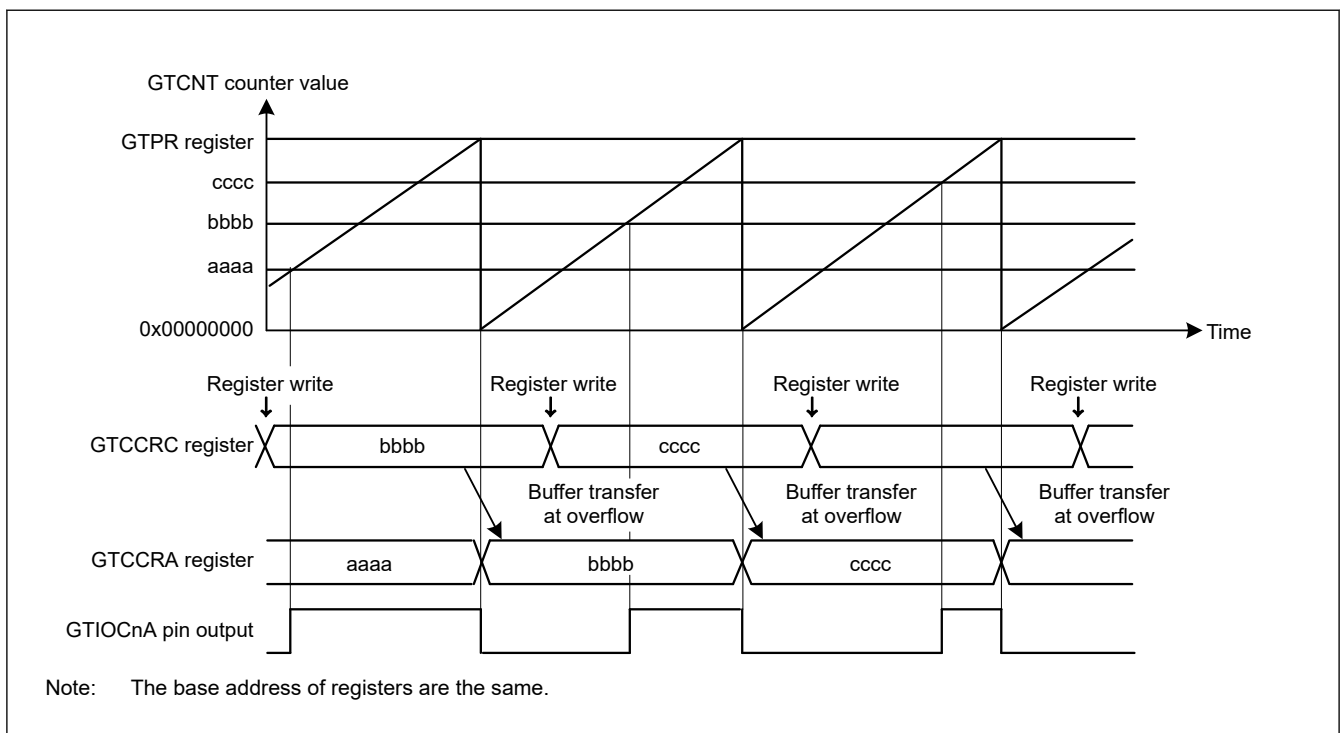 GTCNT counter value
GTPR register
cccc
bbbb
aaaa
0x00000000
Time
Register write Register write Register write Register write
GTCCRC register bbbb cccc
Buffer transfer Buffer transfer Buffer transfer
at overflow at overflow at overflow
GTCCRA register aaaa bbbb cccc
GTIOCnA pin output
Note: The base address of registers are the same.